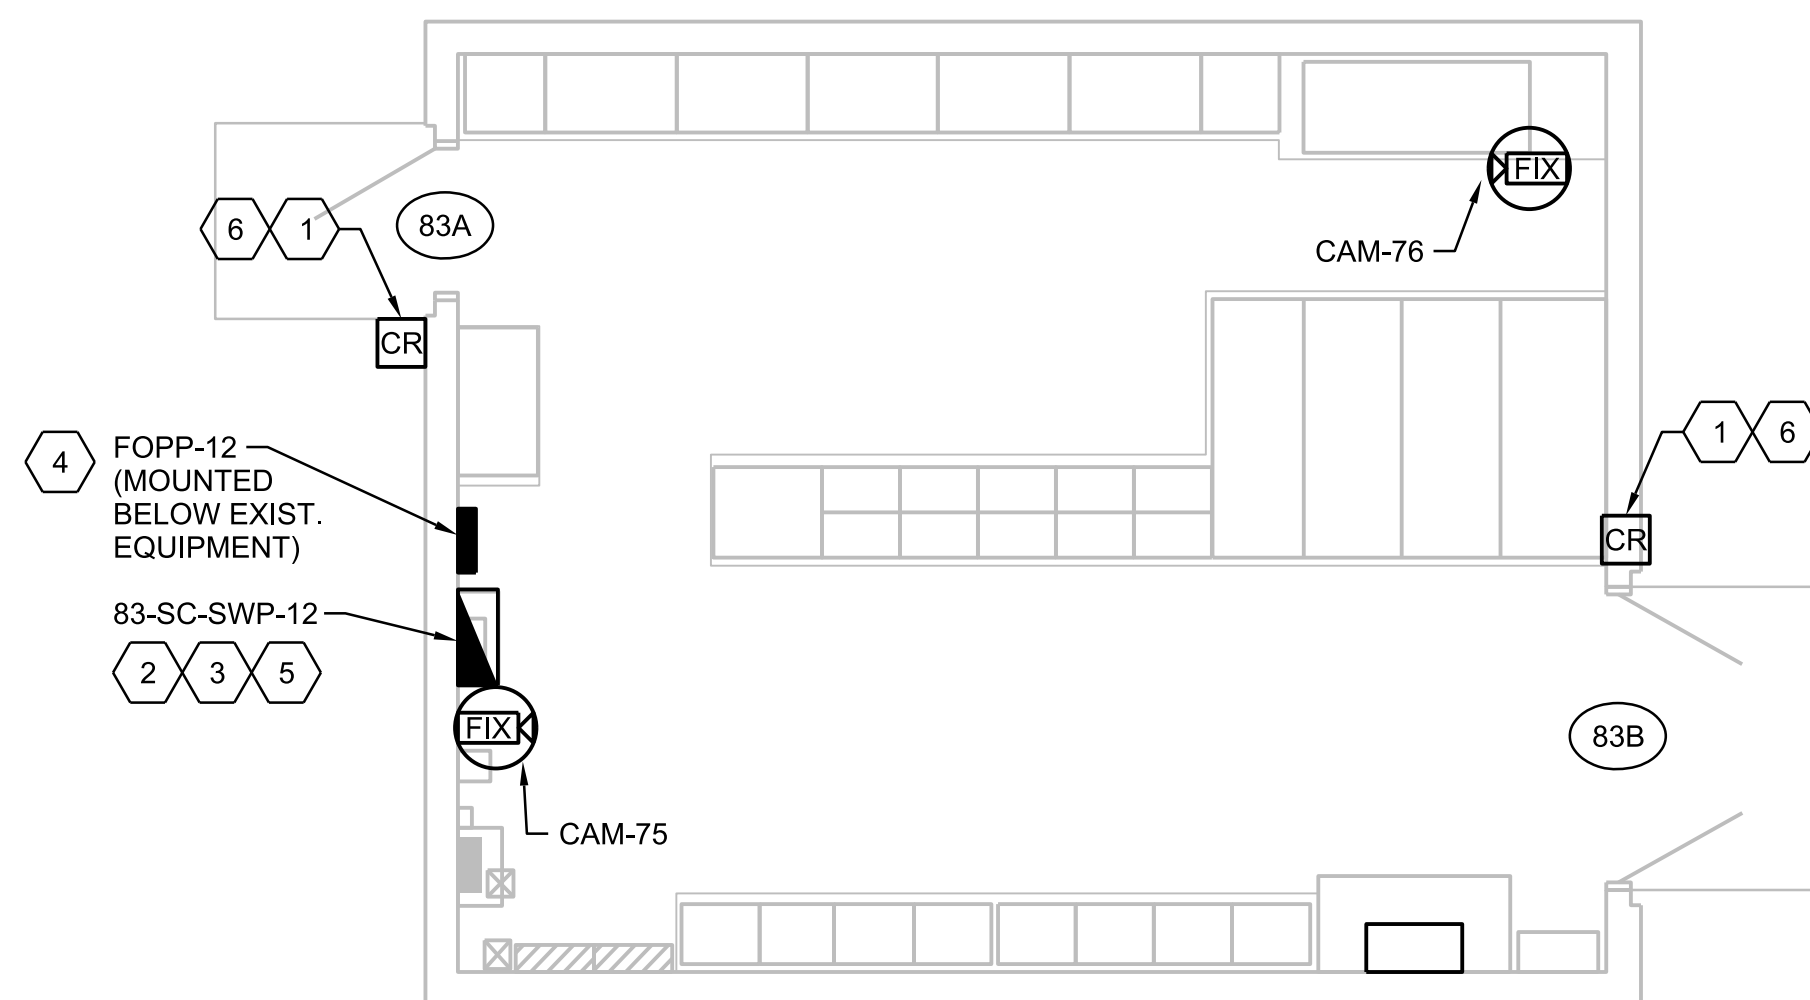 FIX
CAM-76
6 1
83A
CR
4
FOPP-12
(MOUNTED
BELOW EXIST.
EQUIPMENT)
1 6
CR
83-SC-SWP-12
2 3 5
FIX
CAM-75
83B